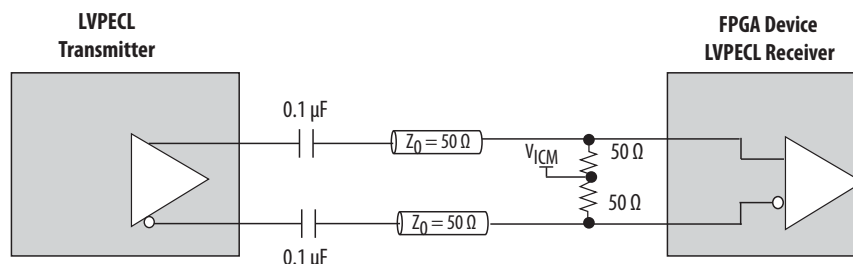 LVPECL
Transmitter
FPGA Device
LVPECL Receiver
0.1 µF
Z0 = 50 Ω
VICM
50 Ω
50 Ω
Z0 = 50 Ω
0.1 µF